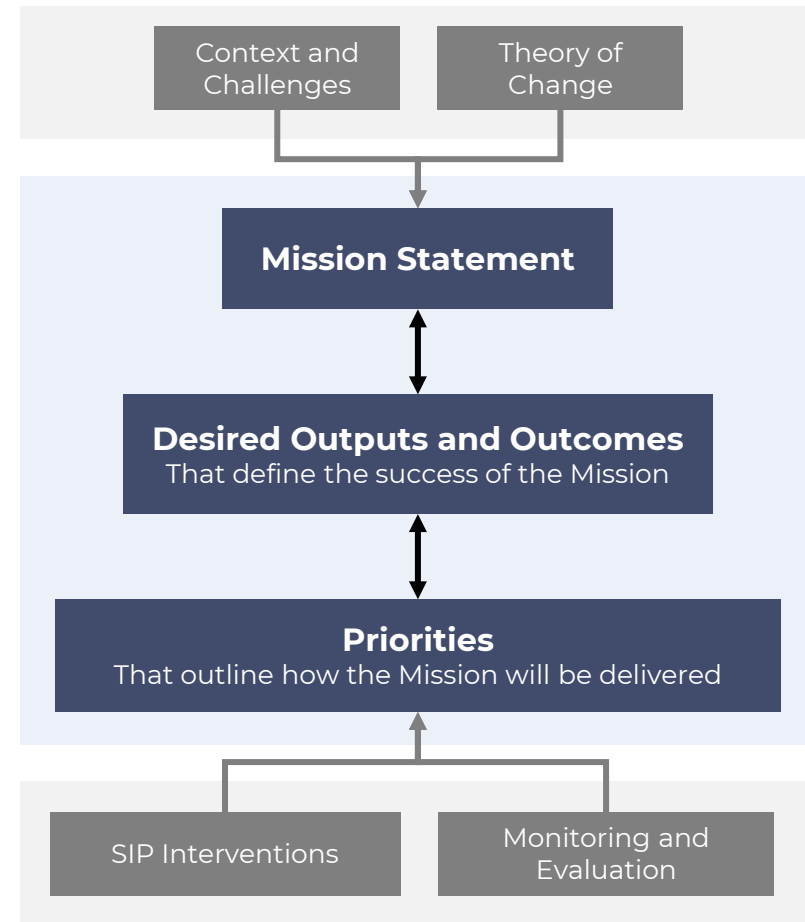 Context and
Challenges
Theory of
Change
Mission Statement
Desired Outputs and Outcomes
That define the success of the Mission
Priorities
That outline how the Mission will be delivered
SIP Interventions
Monitoring and
Evaluation